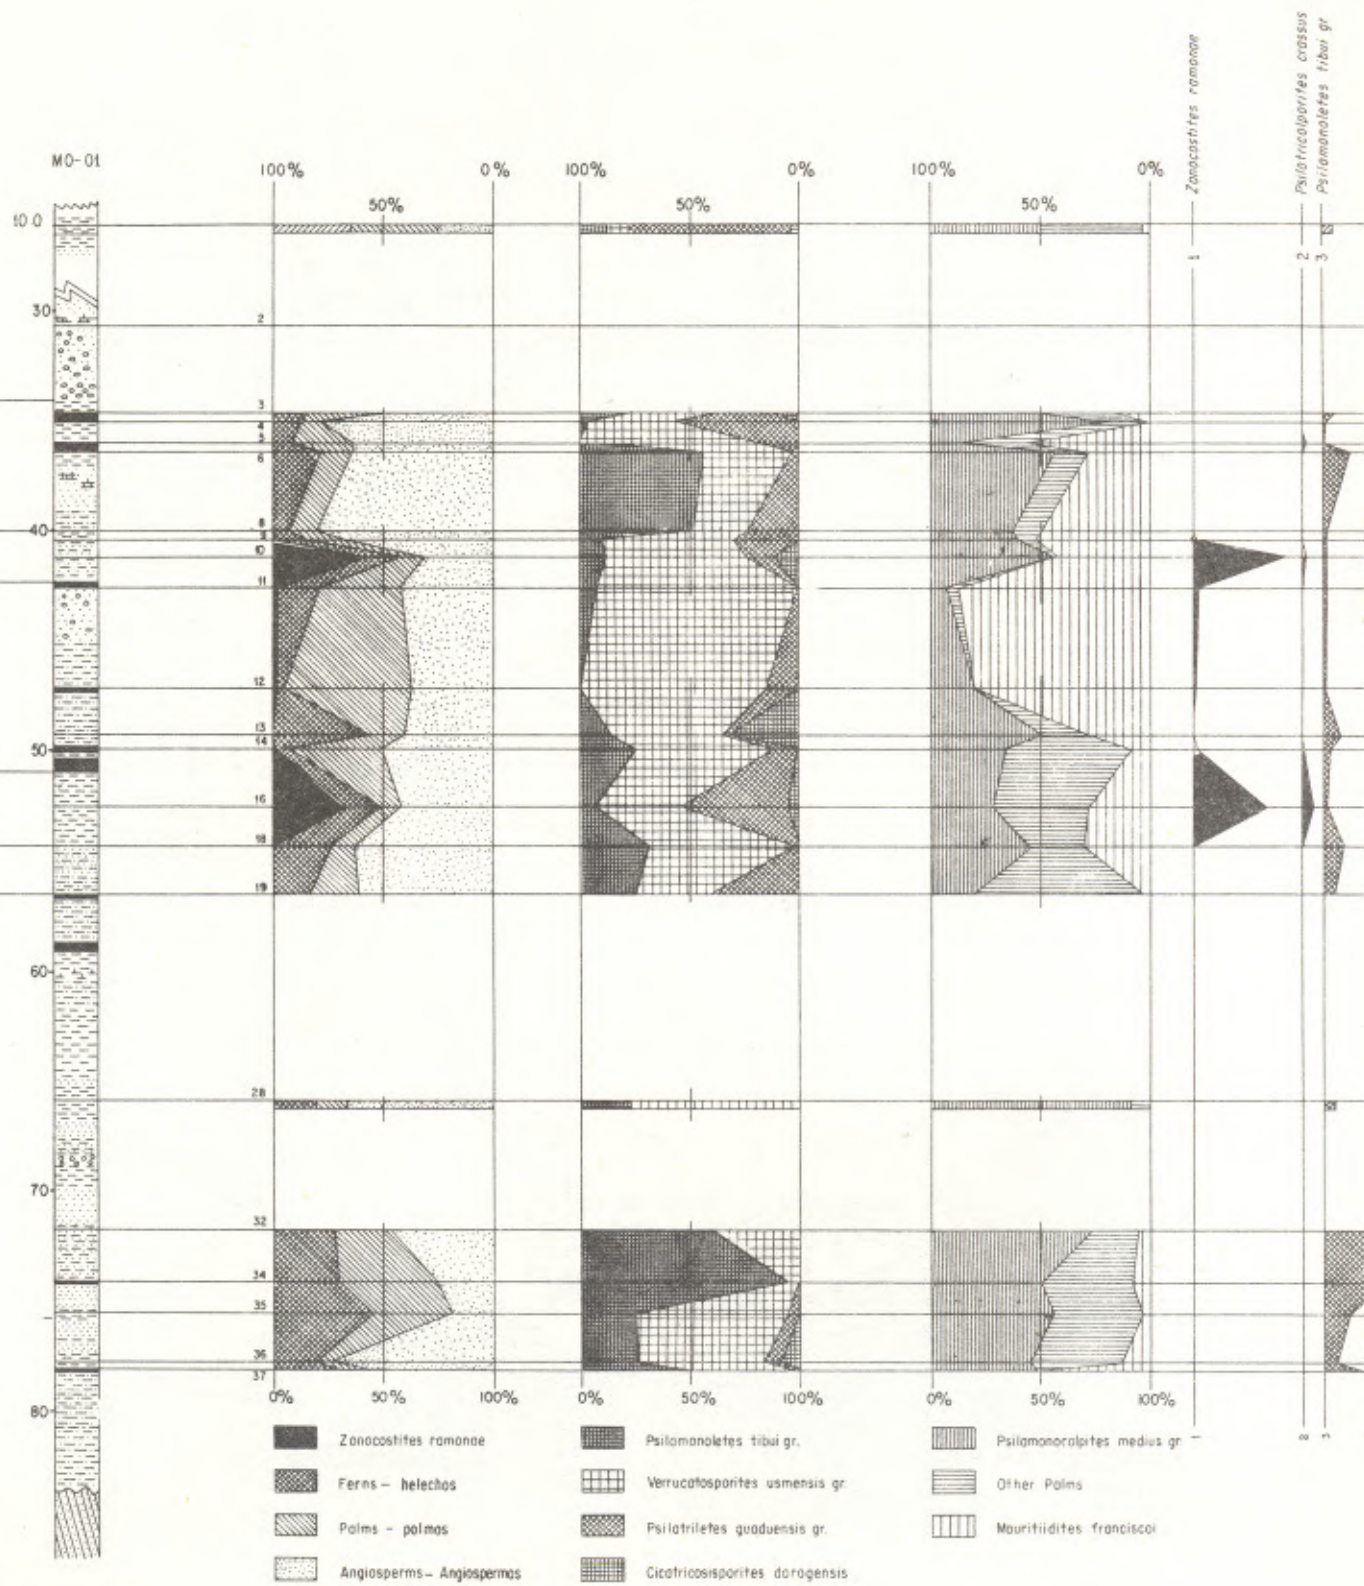 Zonocostites ramonae
Psilatricolporites crassus
Psilamonoletes tibui gr
MO-01
100% 0% 100% 0% 100% 0%
50% 50% 50%
10 0
1 2 3
30
2
3
4
5
6
40
8
9
10
11
12
13
14
50
16
18
19
60
28
70
32
34
35
36
37
0% 50% 100% 0% 50% 100% 0% 50% 100%
80
1 2 3
Zonocostites ramonae
Psilamonoletes tibui gr.
Psilamonocolpites medius gr
Ferns - helechos
Verrucatosporites usmensis gr.
Other Palms
Palms - palmas
Psilatriletes guaduensis gr.
Mauritiidites franciscoi
Angiosperms - Angiospermas
Cicatricosisporites dorogensis